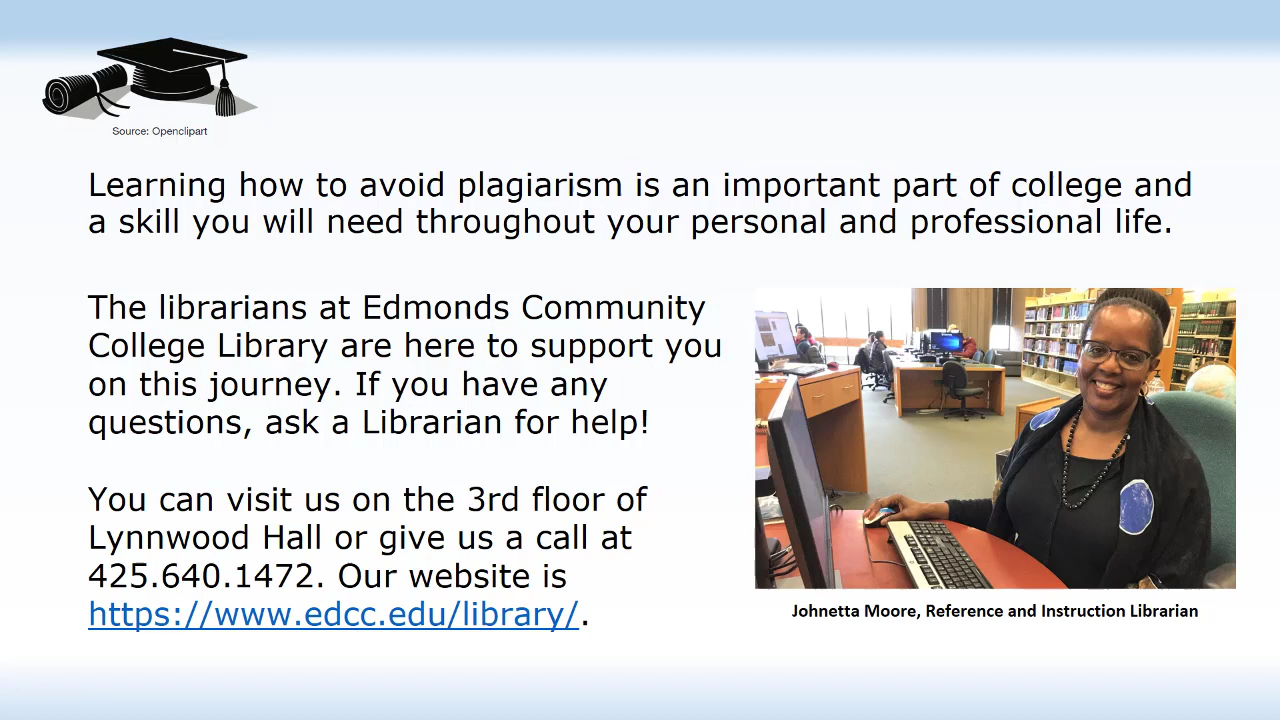 Source: Openclipart
Learning how to avoid plagiarism is an important part of college and
a skill you will need throughout your personal and professional life.
The librarians at Edmonds Community
College Library are here to support you
on this journey. If you have any
questions, ask a Librarian for help!
You can visit us on the 3rd floor of
Lynnwood Hall or give us a call at
425.640.1472. Our website is
https://www.edcc.edu/library/.
Johnetta Moore, Reference and Instruction Librarian